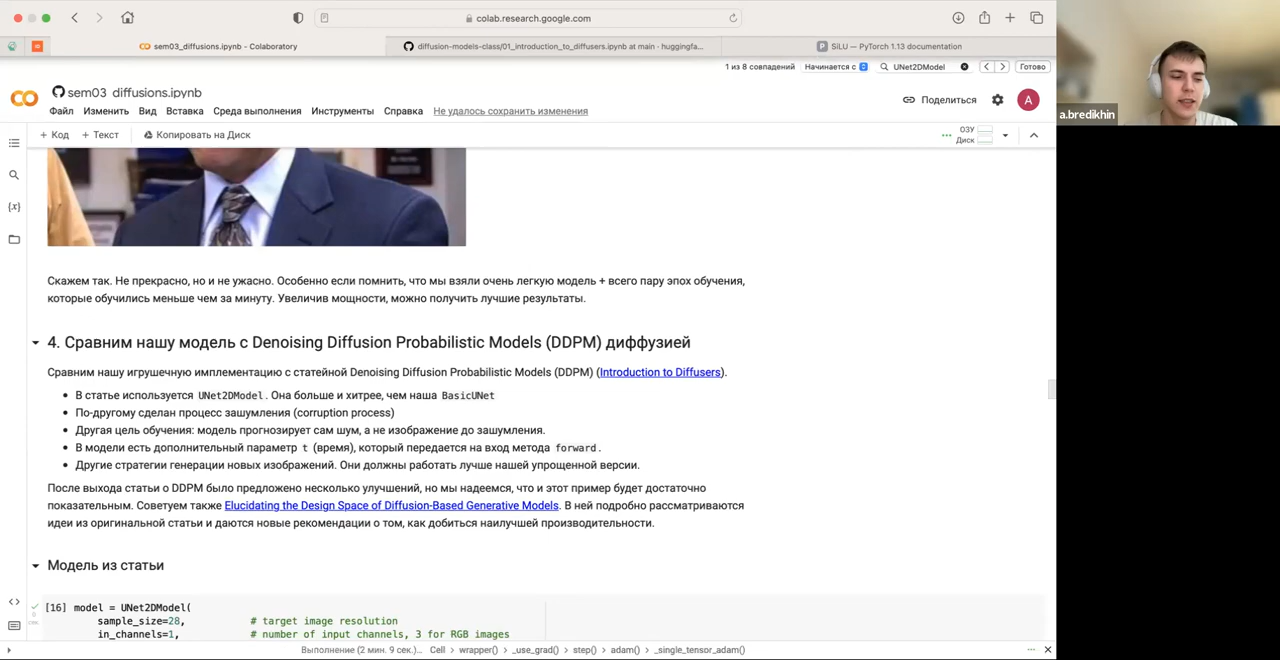 colab.research.google.com
sem03_diffusions.ipynb - Colaboratory
diffusion-models-class/01_introduction_to_diffusers.ipynb at main · huggingfa...
SiLU — PyTorch 1.13 documentation
1 из 8 совпадений
Начинается с
UNet2DModel
Готово
sem03_diffusions.ipynb
Файл Изменить Вид Вставка Среда выполнения Инструменты Справка Не удалось сохранить изменения
Поделиться
A
a.bredikhin
+ Код + Текст Копировать на Диск
ОЗУ
Диск
{x}
Скажем так. Не прекрасно, но и не ужасно. Особенно если помнить, что мы взяли очень легкую модель + всего пару эпох обучения,
которые обучились меньше чем за минуту. Увеличив мощности, можно получить лучшие результаты.
4. Сравним нашу модель с Denoising Diffusion Probabilistic Models (DDPM) диффузией
Сравним нашу игрушечную имплементацию с статейной Denoising Diffusion Probabilistic Models (DDPM) (Introduction to Diffusers).
• В статье используется UNet2DModel. Она больше и хитрее, чем наша BasicUNet
• По-другому сделан процесс зашумления (corruption process)
• Другая цель обучения: модель прогнозирует сам шум, а не изображение до зашумления.
• В модели есть дополнительный параметр t (время), который передается на вход метода forward.
• Другие стратегии генерации новых изображений. Они должны работать лучше нашей упрощенной версии.
После выхода статьи о DDPM было предложено несколько улучшений, но мы надеемся, что и этот пример будет достаточно
показательным. Советуем также Elucidating the Design Space of Diffusion-Based Generative Models. В ней подробно рассматриваются
идеи из оригинальной статьи и даются новые рекомендации о том, как добиться наилучшей производительности.
Модель из статьи
[16] model = UNet2DModel(
sample_size=28, # target image resolution
in_channels=1, # number of input channels, 3 for RGB images
Выполнение (2 мин. 9 сек.)... Cell > wrapper() > _use_grad() > step() > adam() > _single_tensor_adam()